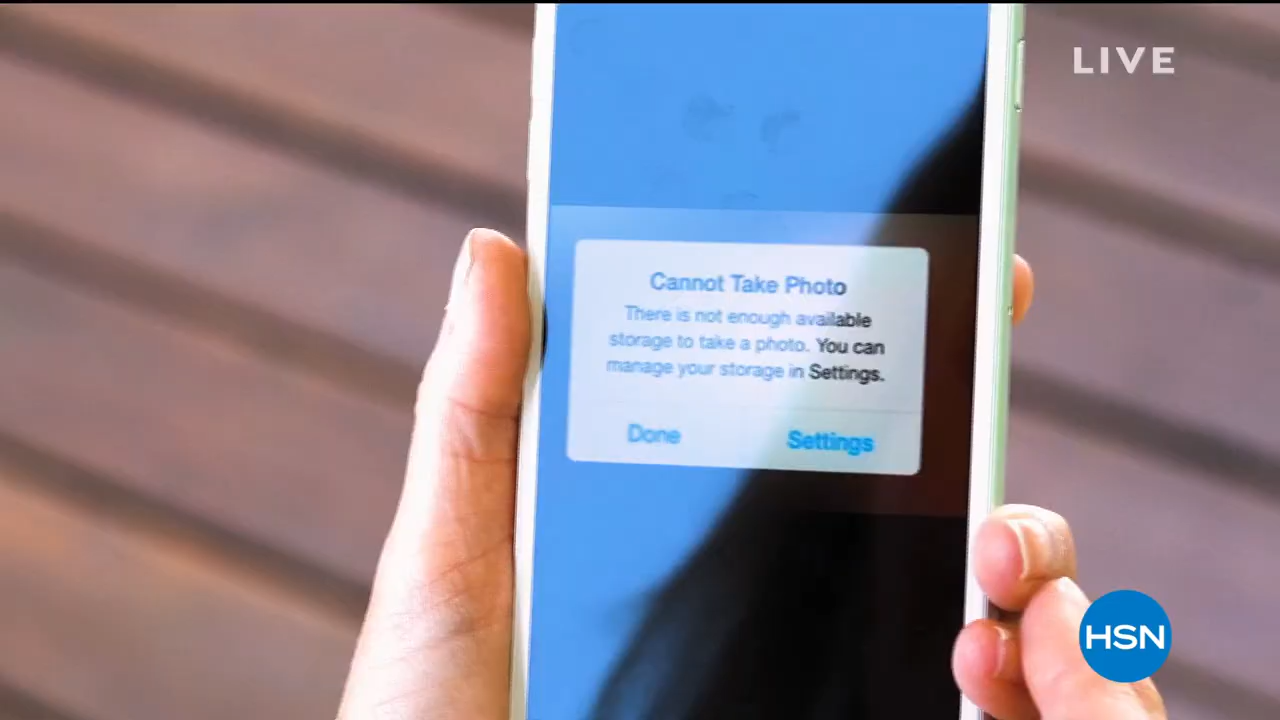 LIVE
Cannot Take Photo
There is not enough available
storage to take a photo. You can
manage your storage in Settings.
Done
Settings
HSN